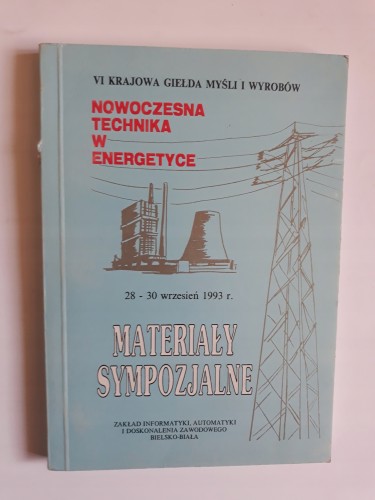 VI KRAJOWA GIEŁDA MYŚLI I WYROBÓW
NOWOCZESNA
TECHNIKA
W
ENERGETYCE
28 - 30 wrzesień 1993 r.
MATERIAŁY
SYMPOZJALNE
ZAKŁAD INFORMATYKI, AUTOMATYKI
I DOSKONALENIA ZAWODOWEGO
BIELSKO-BIAŁA